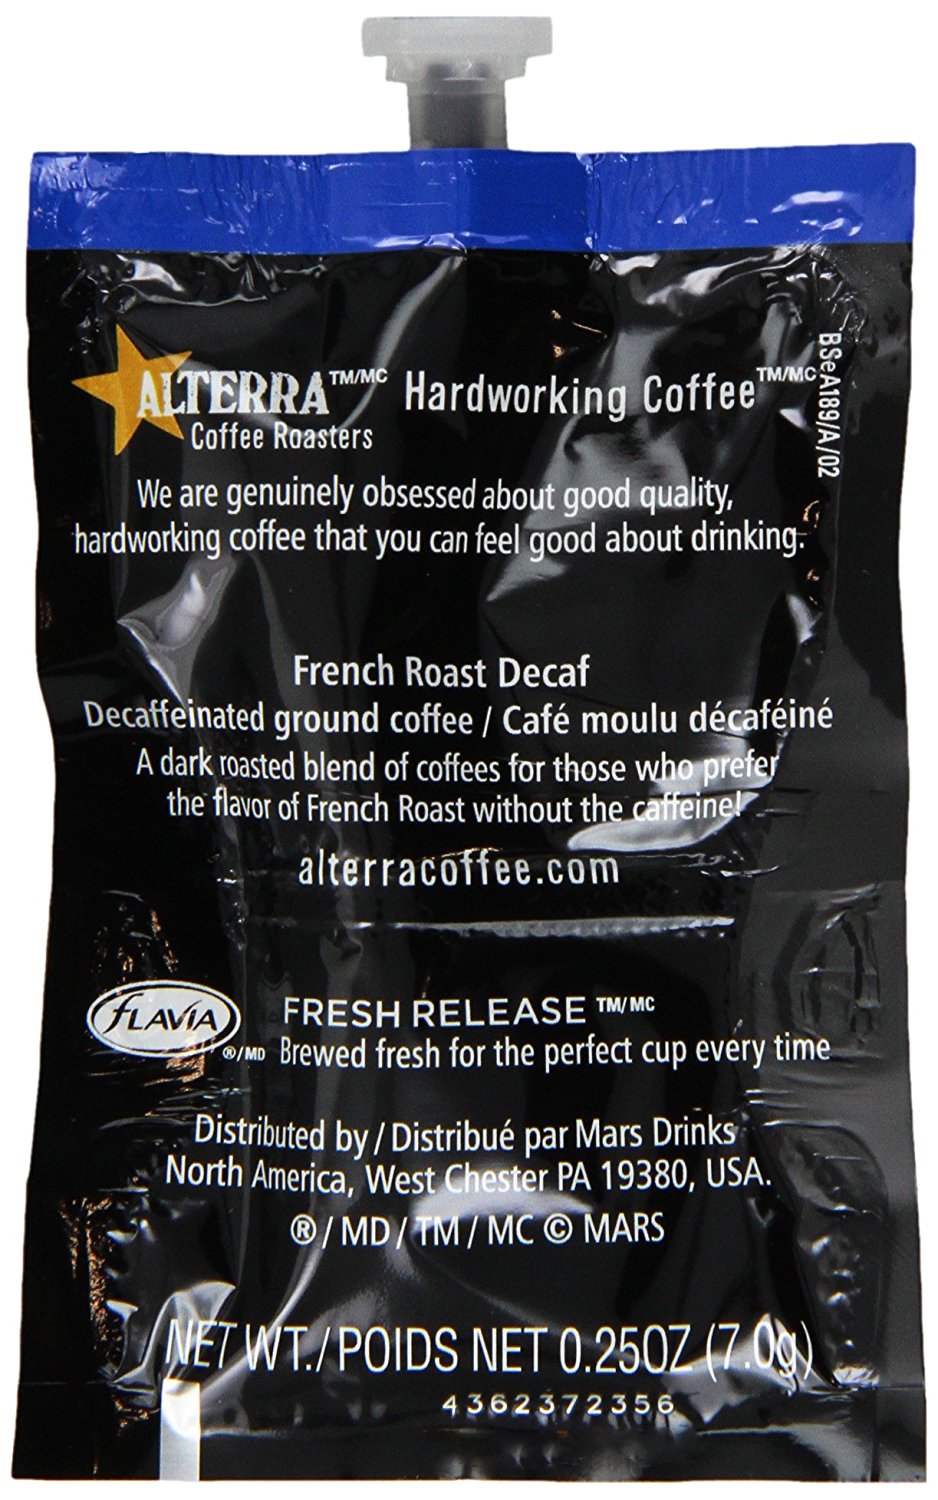 ALTERRA TM/MC Hardworking Coffee TM/MC
Coffee Roasters
BSeA189/A/02
We are genuinely obsessed about good quality,
hardworking coffee that you can feel good about drinking.
French Roast Decaf
Decaffeinated ground coffee / Café moulu décaféiné
A dark roasted blend of coffees for those who prefer
the flavor of French Roast without the caffeine!
alterracoffee.com
FLAVIA ®/MD
FRESH RELEASE TM/MC
Brewed fresh for the perfect cup every time
Distributed by / Distribué par Mars Drinks
North America, West Chester PA 19380, USA.
® / MD / TM / MC © MARS
NET WT./POIDS NET 0.25OZ (7.0g)
4362372356